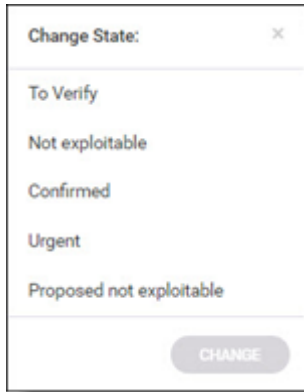 Change State:
To Verify
Not exploitable
Confirmed
Urgent
Proposed not exploitable
CHANGE